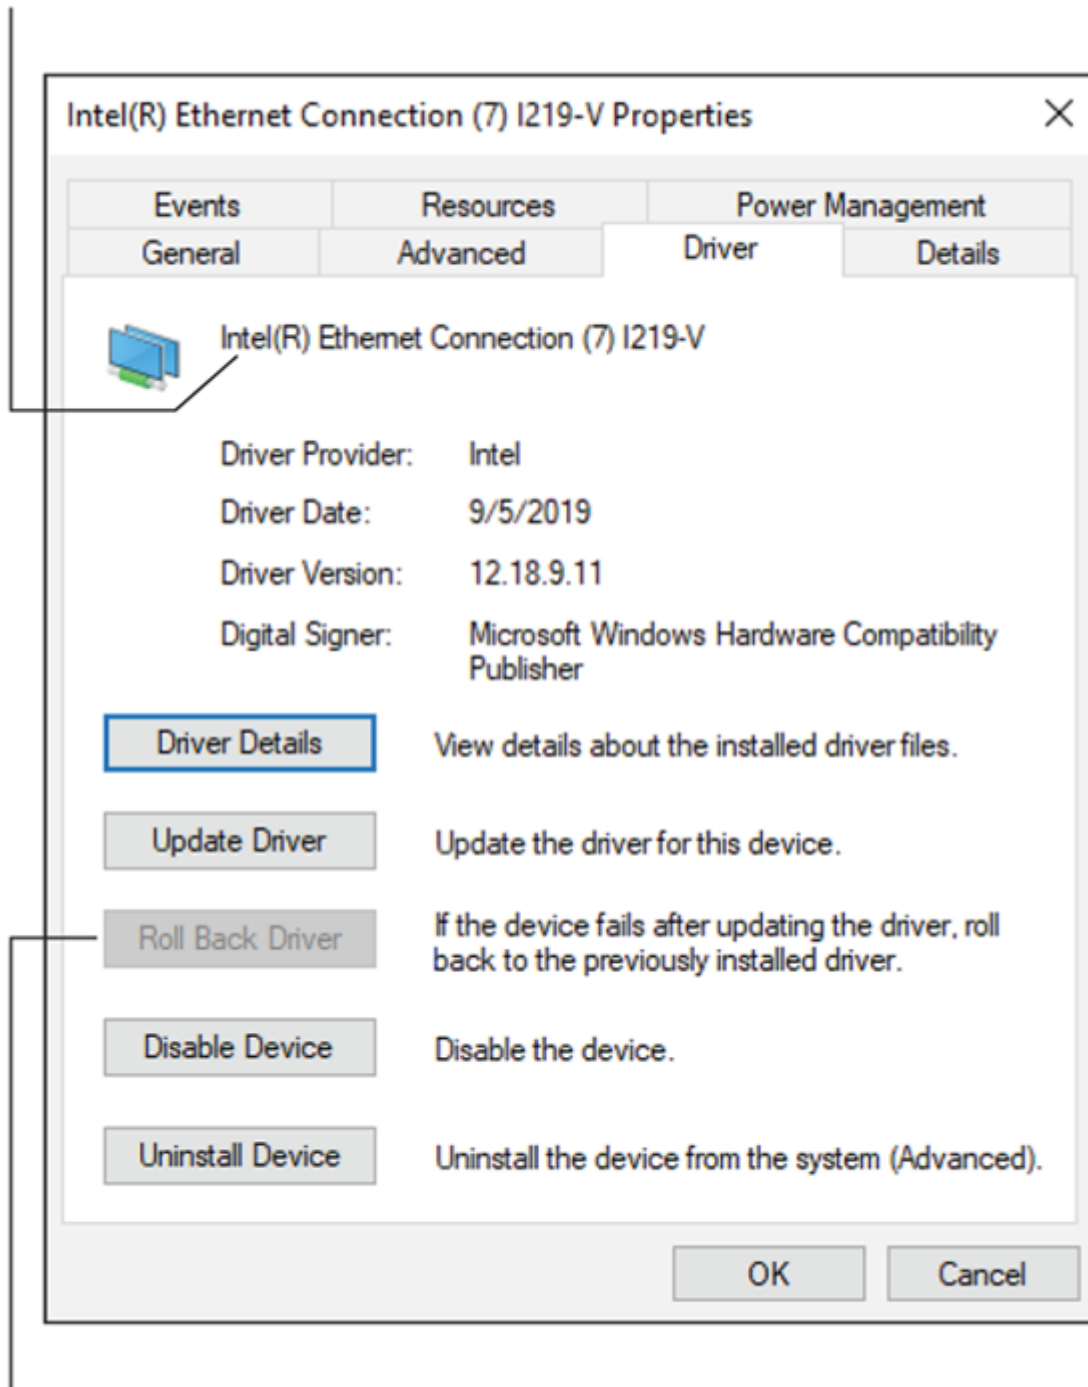 Intel(R) Ethernet Connection (7) I219-V Properties
Events Resources Power Management
General Advanced Driver Details
Intel(R) Ethernet Connection (7) I219-V
Driver Provider: Intel
Driver Date: 9/5/2019
Driver Version: 12.18.9.11
Digital Signer: Microsoft Windows Hardware Compatibility
Publisher
Driver Details View details about the installed driver files.
Update Driver Update the driver for this device.
Roll Back Driver If the device fails after updating the driver, roll
back to the previously installed driver.
Disable Device Disable the device.
Uninstall Device Uninstall the device from the system (Advanced).
OK Cancel